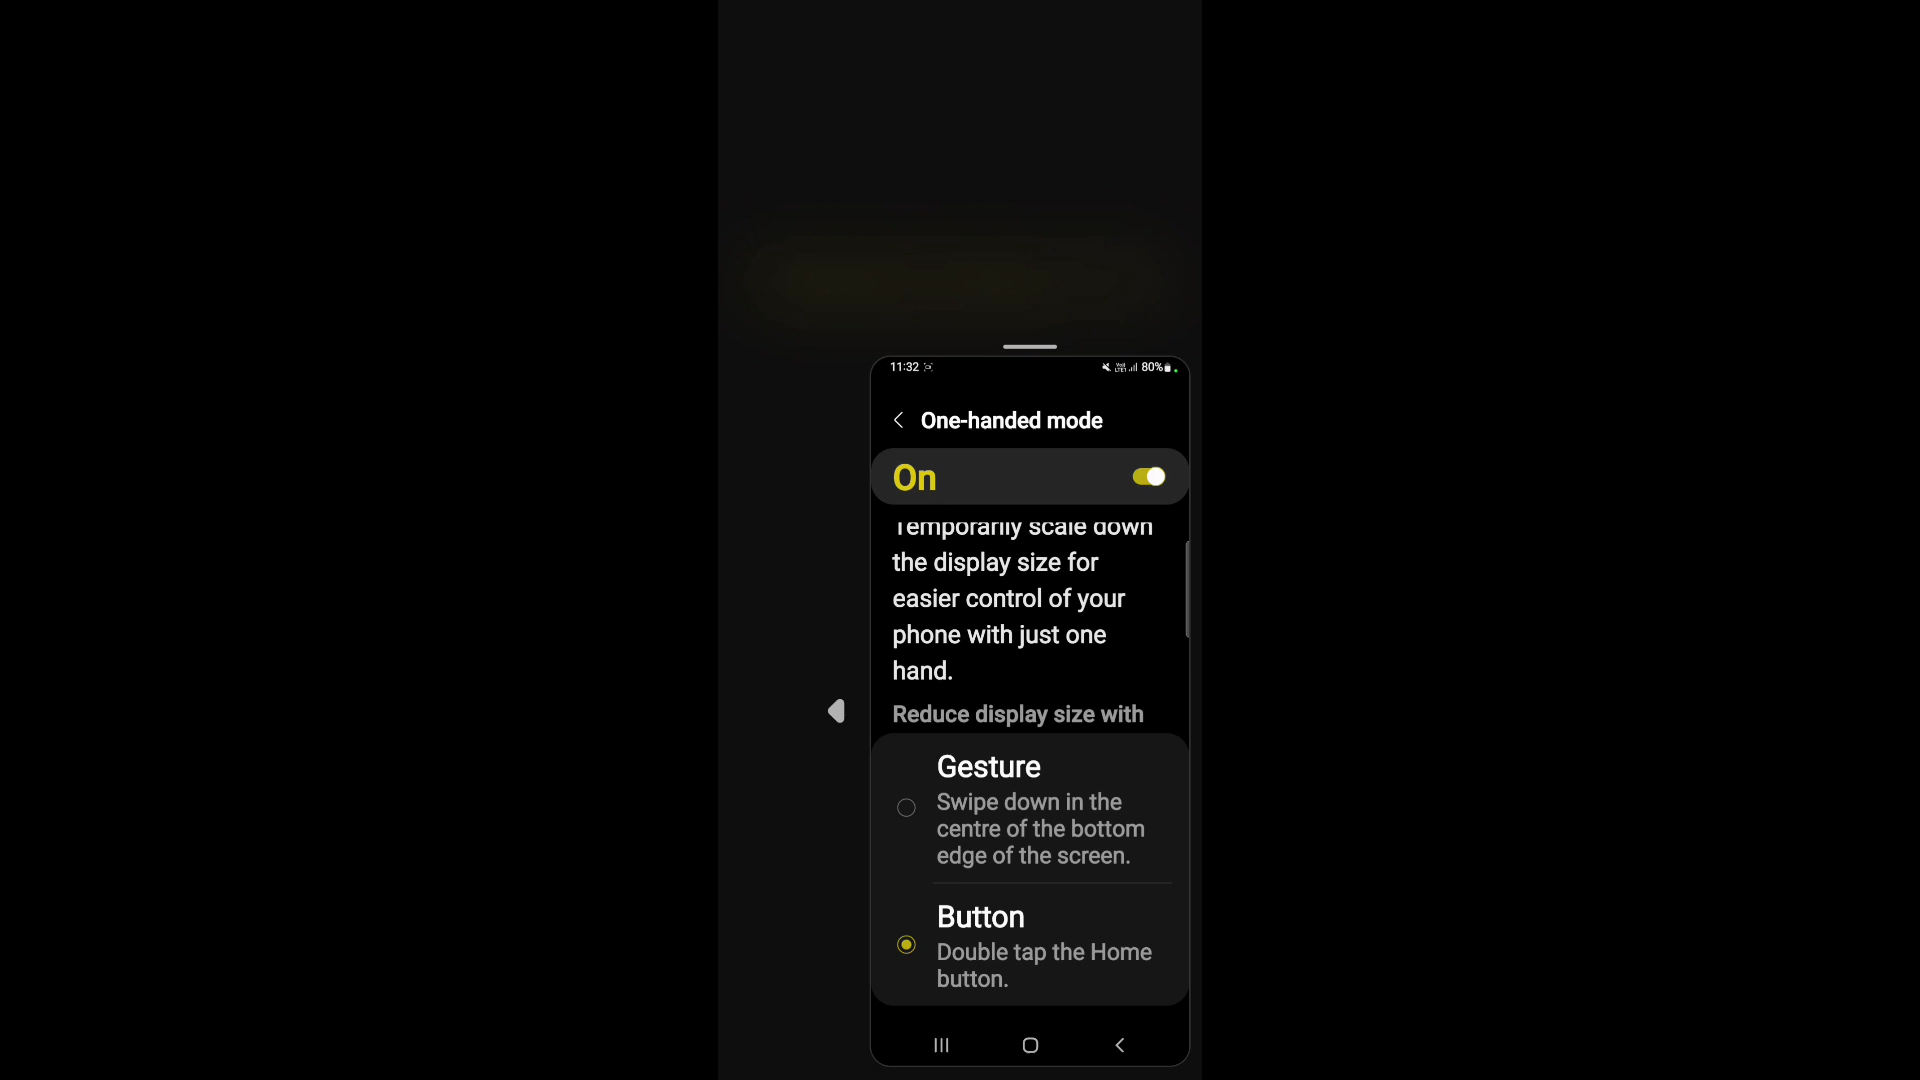 11:32 80%
One-handed mode
On
Temporarily scale down
the display size for
easier control of your
phone with just one
hand.
Reduce display size with
Gesture
Swipe down in the
centre of the bottom
edge of the screen.
Button
Double tap the Home
button.